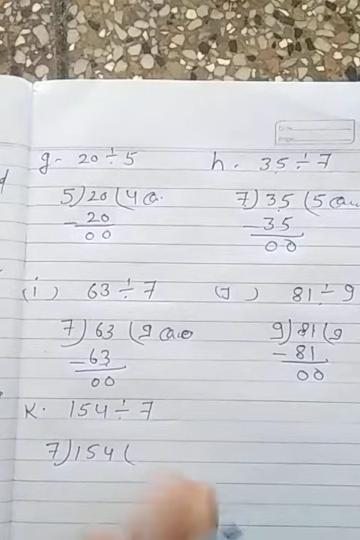 g. 20 ÷ 5
5)20(4
-20
00
h. 35 ÷ 7
7)35(5
-35
00
(i) 63 ÷ 7
7)63(9
-63
00
(J) 81 ÷ 9
9)81(9
-81
00
K. 154 ÷ 7
7)154(